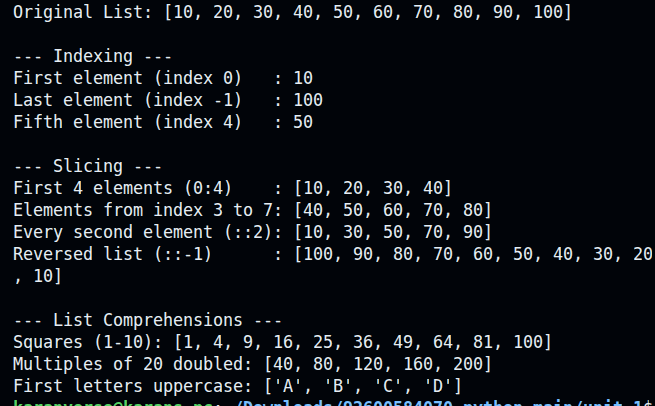 Original List: [10, 20, 30, 40, 50, 60, 70, 80, 90, 100]
--- Indexing ---
First element (index 0)   : 10
Last element (index -1)   : 100
Fifth element (index 4)   : 50
--- Slicing ---
First 4 elements (0:4)    : [10, 20, 30, 40]
Elements from index 3 to 7: [40, 50, 60, 70, 80]
Every second element (::2): [10, 30, 50, 70, 90]
Reversed list (::-1)      : [100, 90, 80, 70, 60, 50, 40, 30, 20
, 10]
--- List Comprehensions ---
Squares (1-10): [1, 4, 9, 16, 25, 36, 49, 64, 81, 100]
Multiples of 20 doubled: [40, 80, 120, 160, 200]
First letters uppercase: ['A', 'B', 'C', 'D']